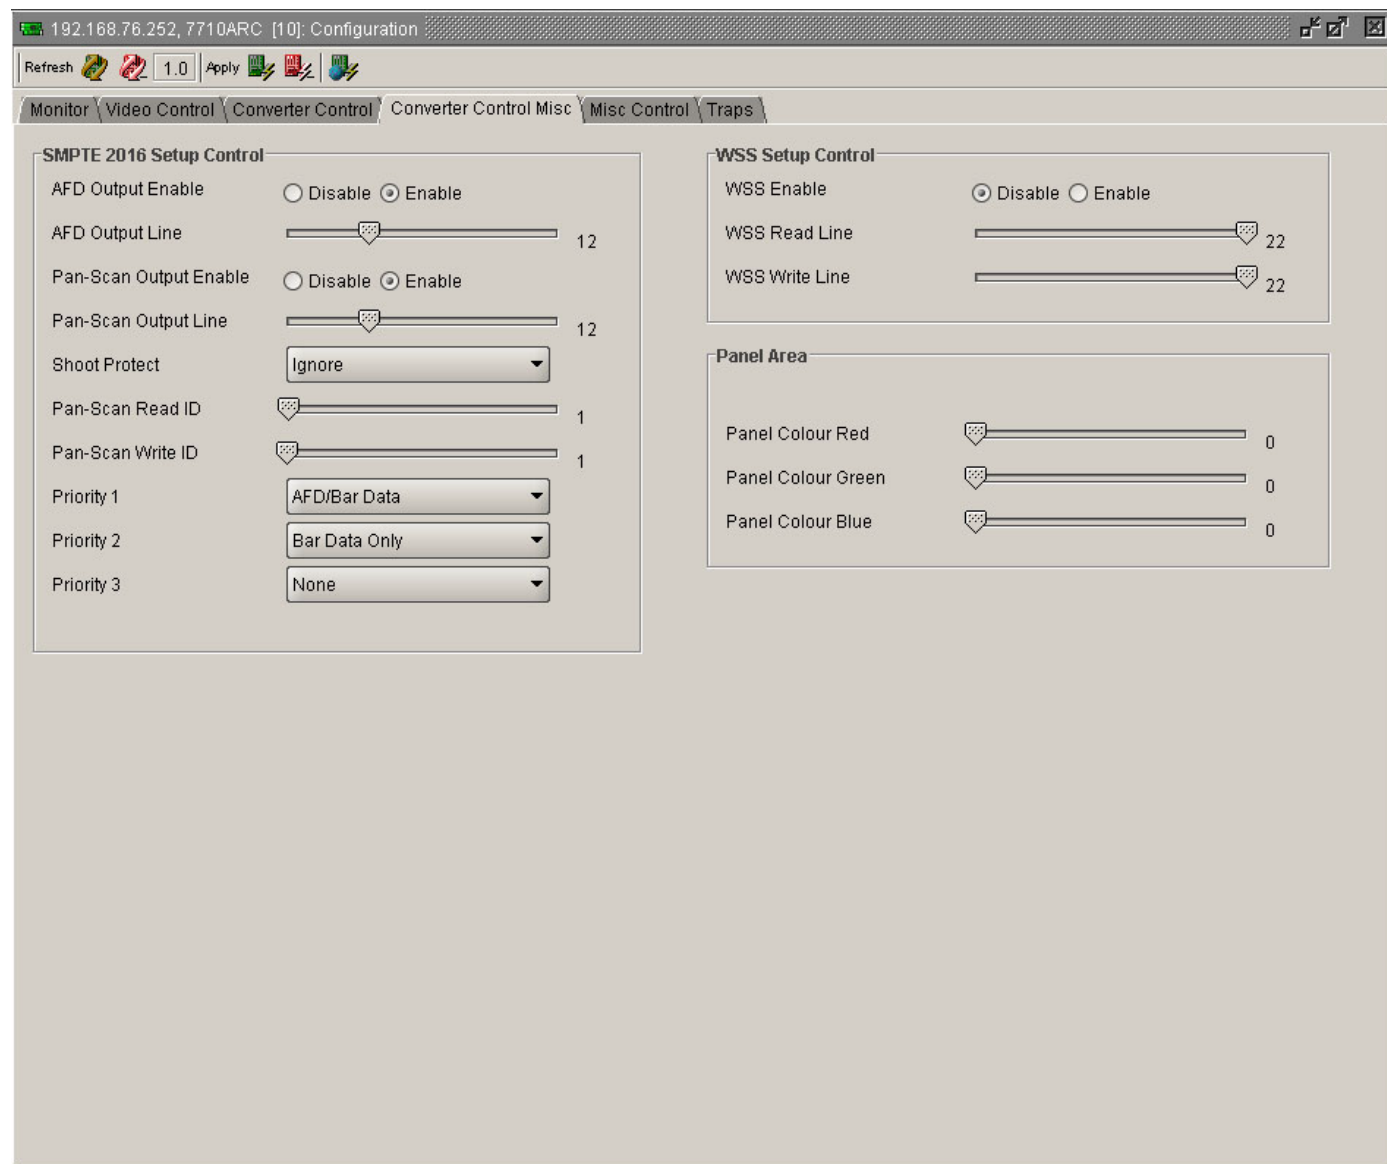 192.168.76.252, 7710ARC [10]: Configuration
Refresh 1.0 Apply
Monitor Video Control Converter Control Converter Control Misc Misc Control Traps
SMPTE 2016 Setup Control
AFD Output Enable Disable Enable
AFD Output Line 12
Pan-Scan Output Enable Disable Enable
Pan-Scan Output Line 12
Shoot Protect Ignore
Pan-Scan Read ID 1
Pan-Scan Write ID 1
Priority 1 AFD/Bar Data
Priority 2 Bar Data Only
Priority 3 None
WSS Setup Control
WSS Enable Disable Enable
WSS Read Line 22
WSS Write Line 22
Panel Area
Panel Colour Red 0
Panel Colour Green 0
Panel Colour Blue 0